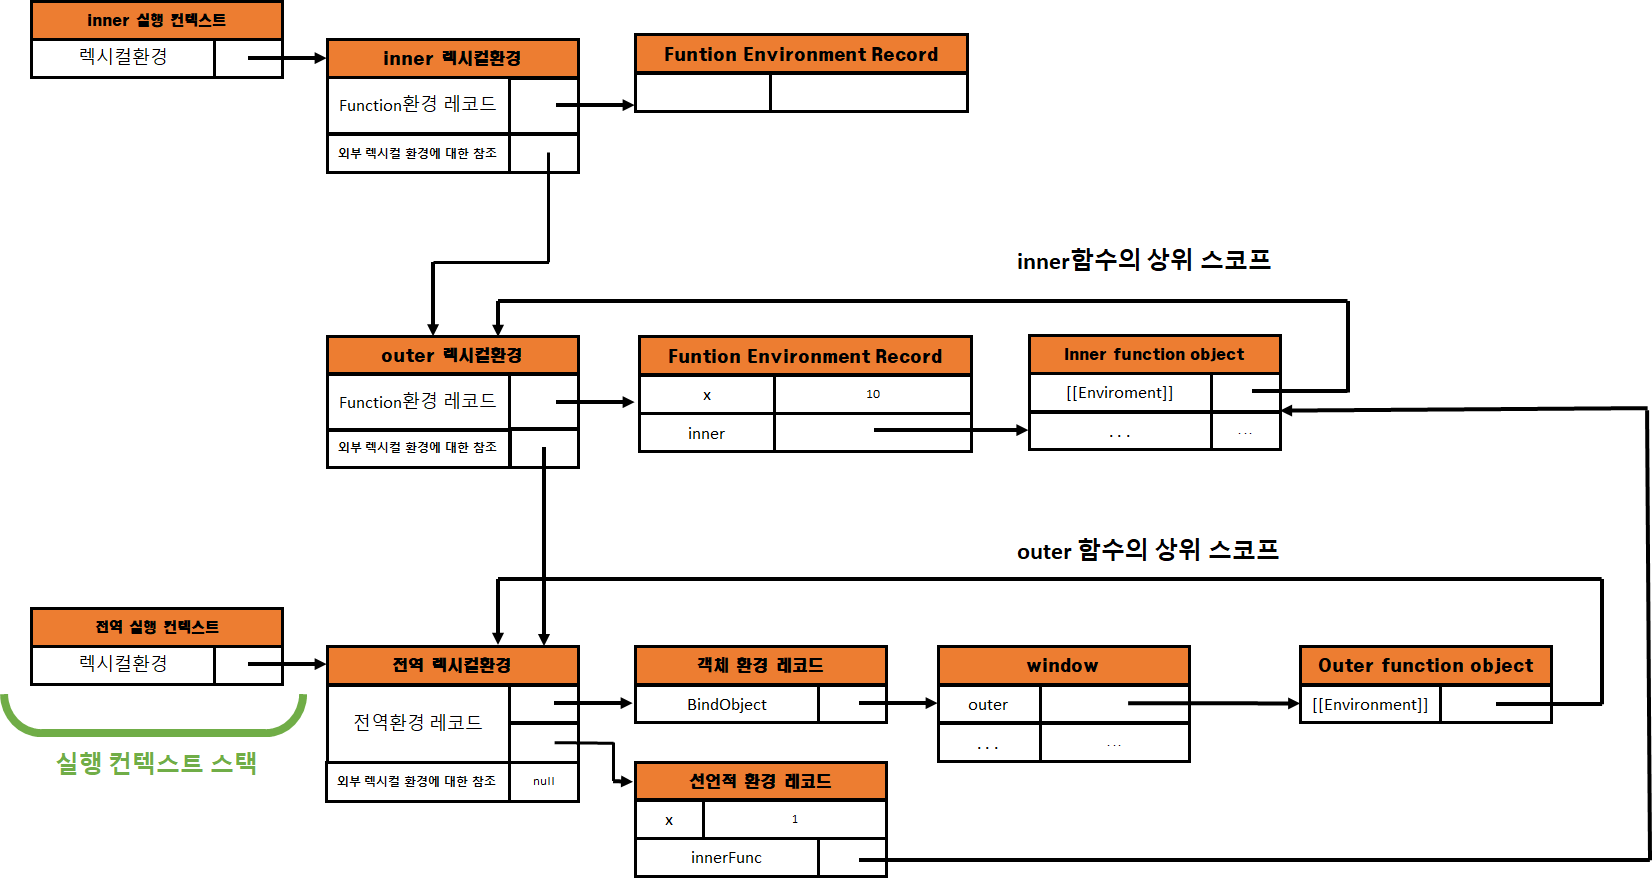 inner 실행 컨텍스트
렉시컬환경
inner 렉시컬환경
Function환경 레코드
외부 렉시컬 환경에 대한 참조
Funtion Environment Record
inner함수의 상위 스코프
outer 렉시컬환경
Function환경 레코드
외부 렉시컬 환경에 대한 참조
Funtion Environment Record
x
10
inner
Inner function object
[[Enviroment]]
...
...
outer 함수의 상위 스코프
전역 실행 컨텍스트
렉시컬환경
실행 컨텍스트 스택
전역 렉시컬환경
전역환경 레코드
외부 렉시컬 환경에 대한 참조
null
객체 환경 레코드
BindObject
window
outer
...
...
Outer function object
[[Environment]]
선언적 환경 레코드
x
1
innerFunc